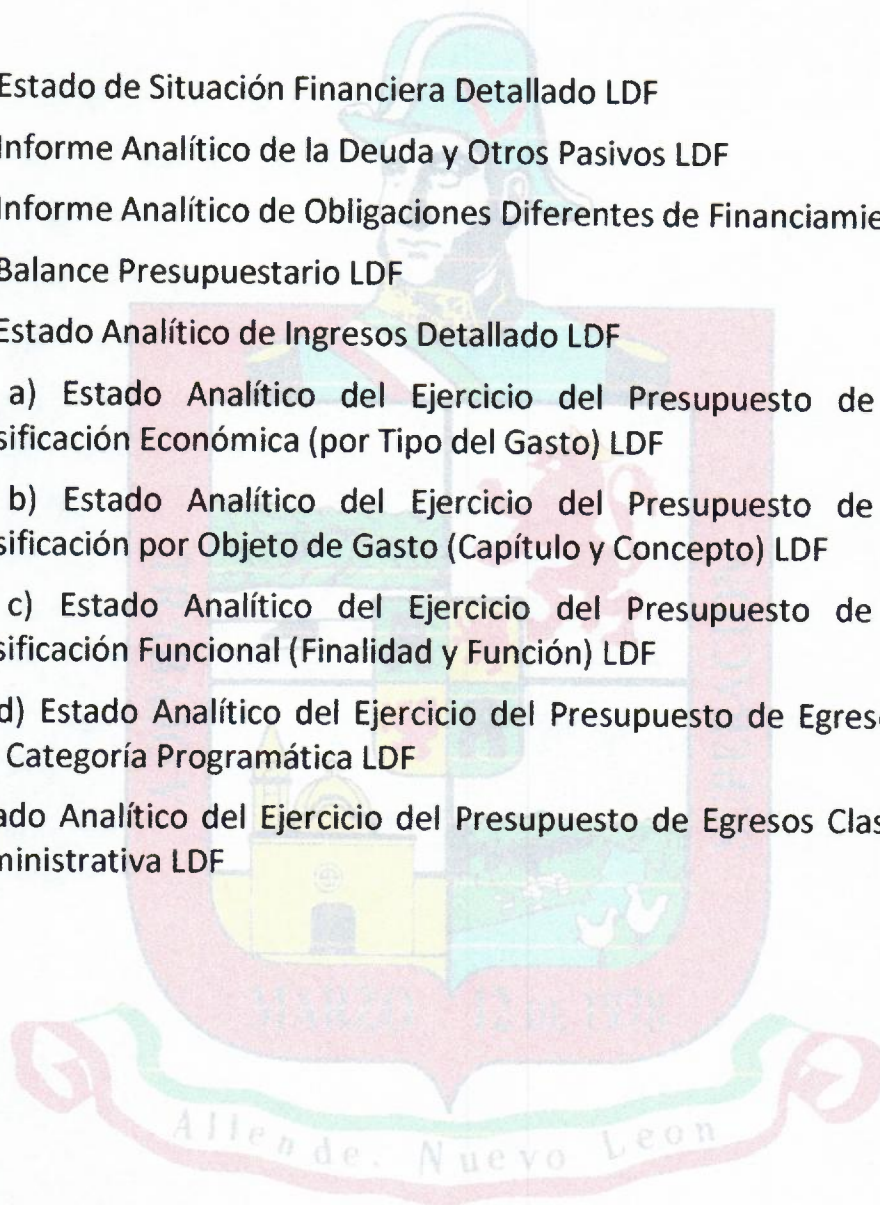 Estado de Situación Financiera Detallado LDF
Informe Analítico de la Deuda y Otros Pasivos LDF
Informe Analítico de Obligaciones Diferentes de Financiamie
Balance Presupuestario LDF
Estado Analítico de Ingresos Detallado LDF
a) Estado Analítico del Ejercicio del Presupuesto de
sificación Económica (por Tipo del Gasto) LDF
b) Estado Analítico del Ejercicio del Presupuesto de
sificación por Objeto de Gasto (Capítulo y Concepto) LDF
c) Estado Analítico del Ejercicio del Presupuesto de
sificación Funcional (Finalidad y Función) LDF
d) Estado Analítico del Ejercicio del Presupuesto de Egres
Categoría Programática LDF
ado Analítico del Ejercicio del Presupuesto de Egresos Clas
ministrativa LDF
MARZO 12 DE
Allende. Nuevo Leon